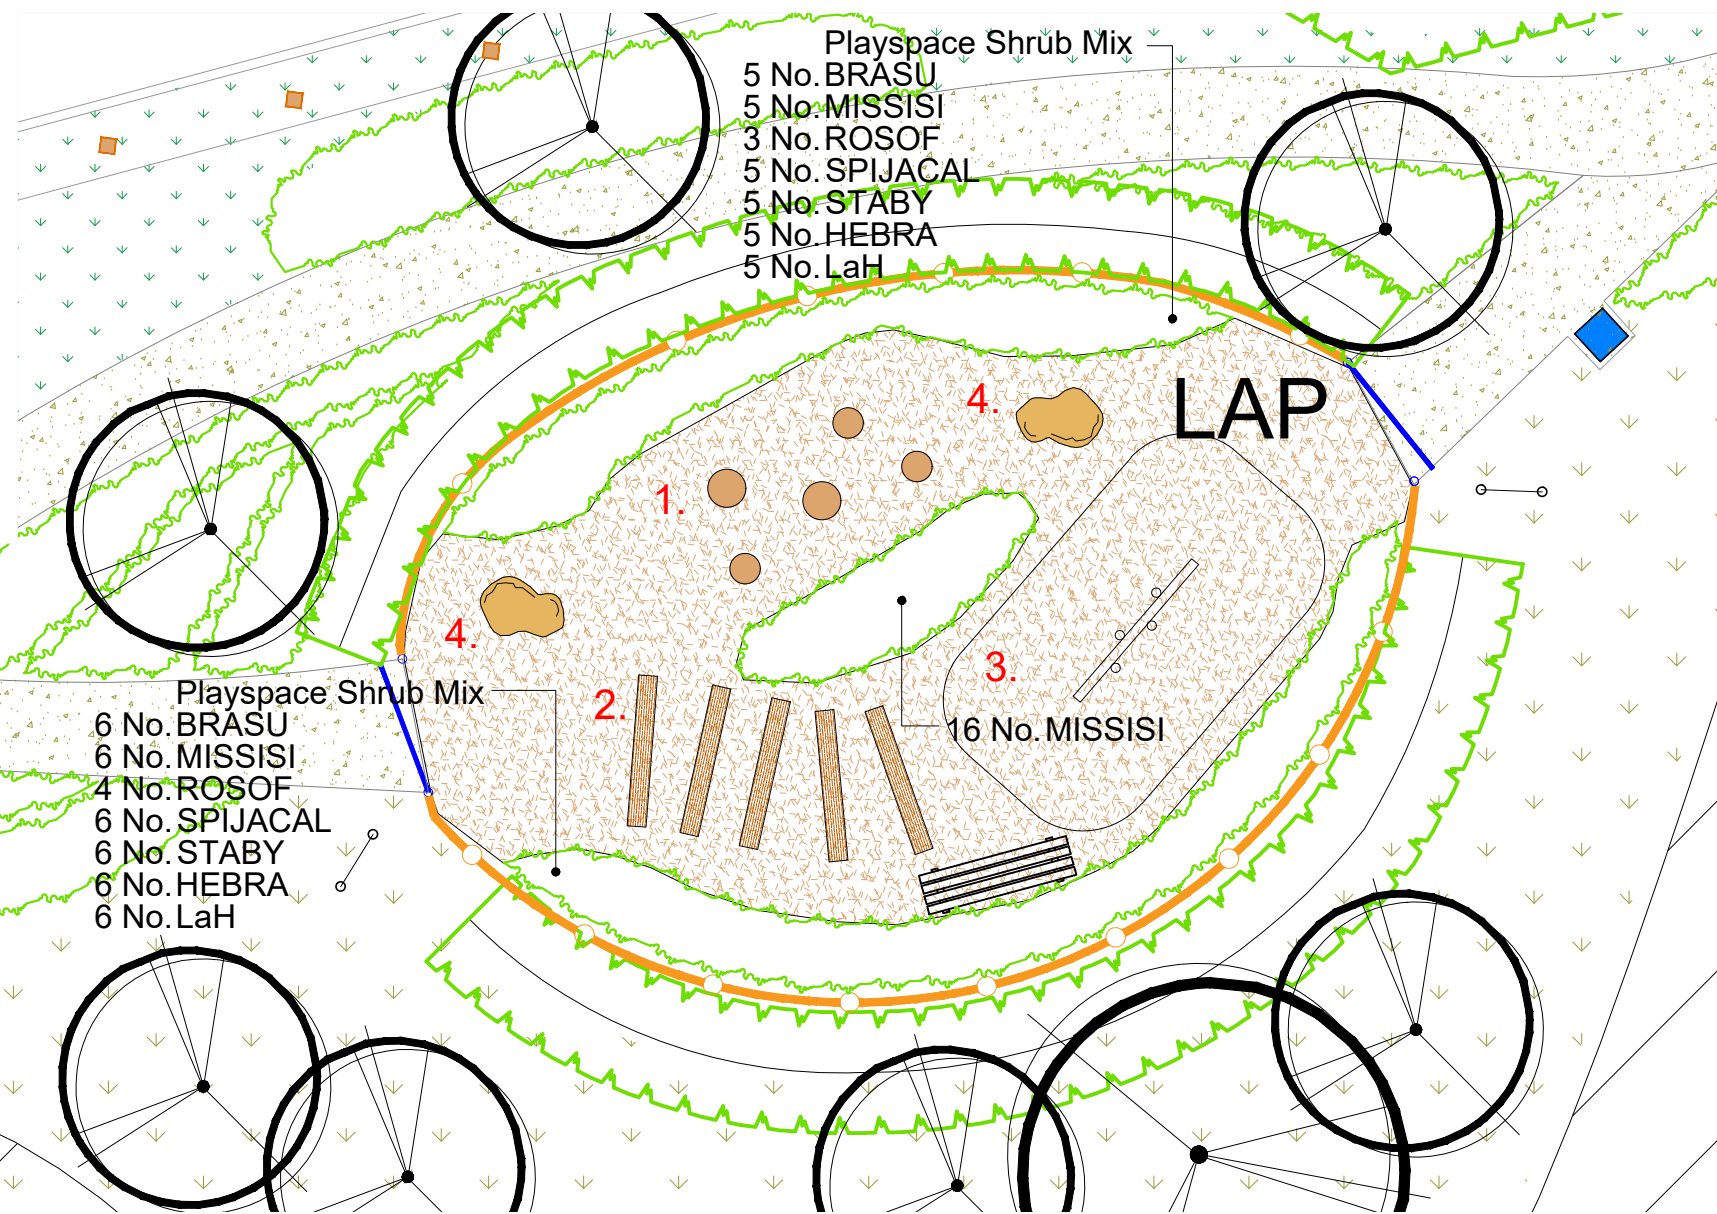 Playspace Shrub Mix
5 No. BRASU
5 No. MISSISI
3 No. ROSOF
5 No. SPIJACAL
5 No. STABY
5 No. HEBRA
5 No. LaH
LAP
4.
1.
4.
3.
2.
16 No. MISSISI
Playspace Shrub Mix
6 No. BRASU
6 No. MISSISI
4 No. ROSOF
6 No. SPIJACAL
6 No. STABY
6 No. HEBRA
6 No. LaH